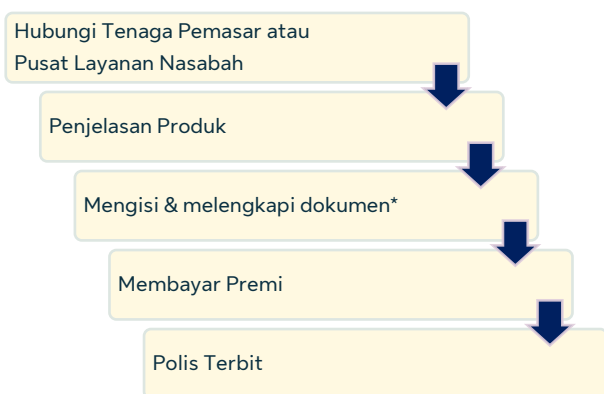 Hubungi Tenaga Pemasar atau
Pusat Layanan Nasabah
Penjelasan Produk
Mengisi & melengkapi dokumen*
Membayar Premi
Polis Terbit